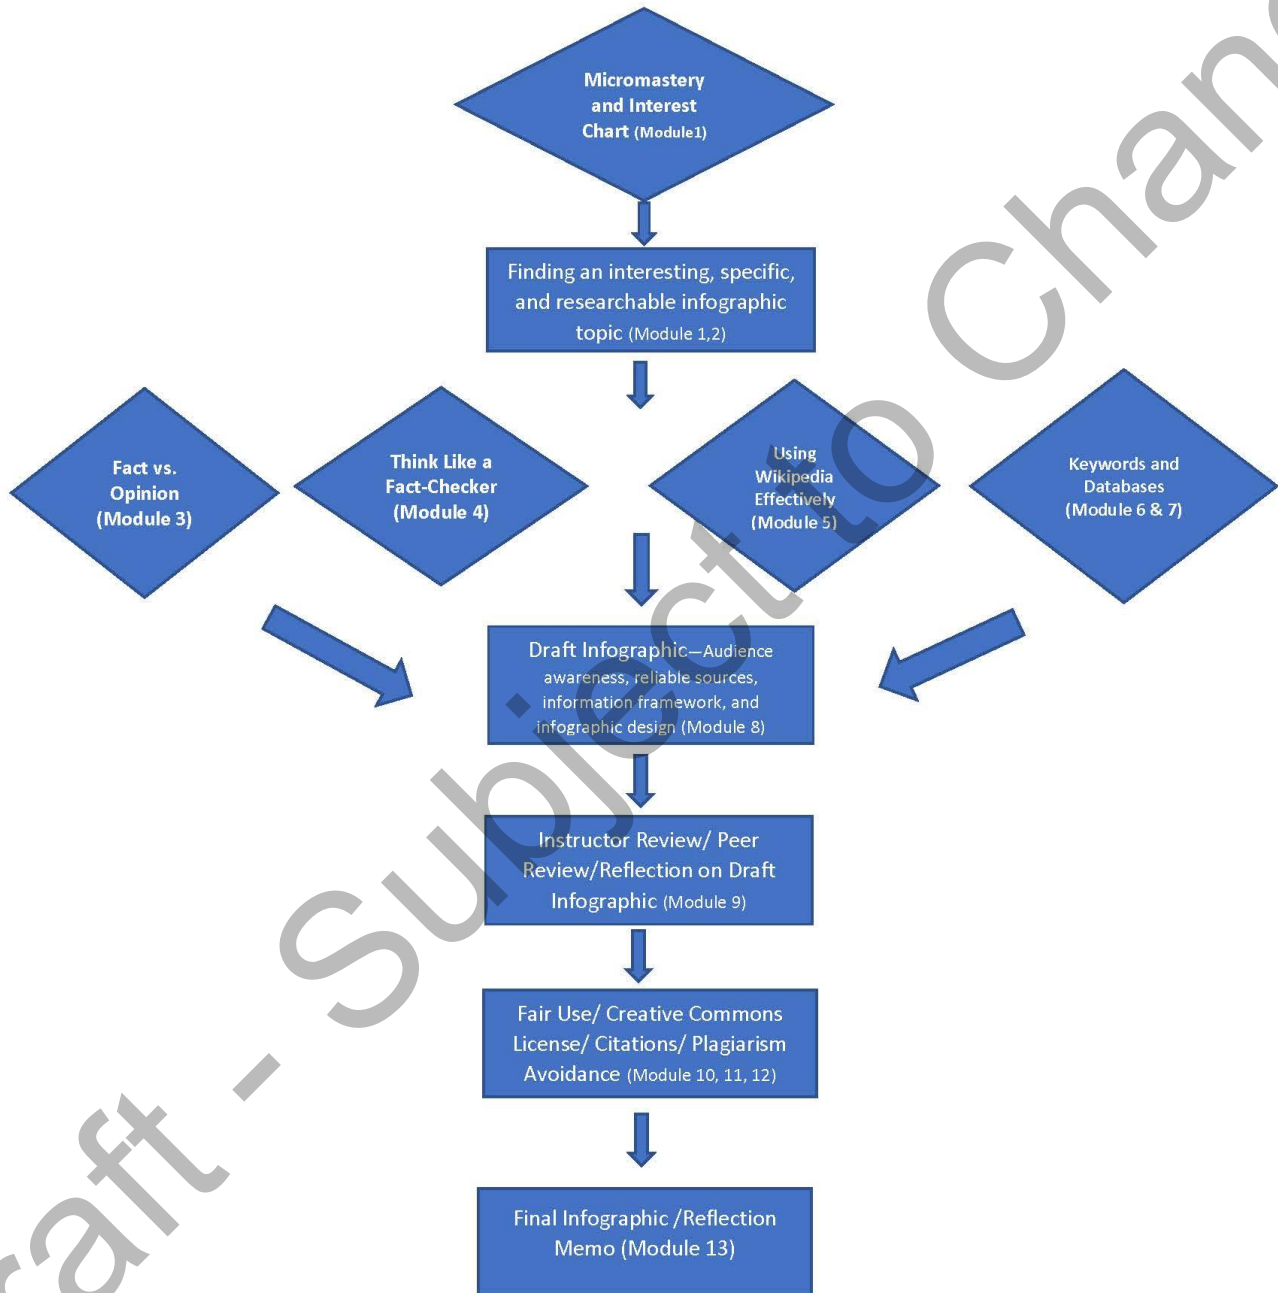 Micromastery
and Interest
Chart (Module1)
Finding an interesting, specific,
and researchable infographic
topic (Module 1,2)
Fact vs.
Opinion
(Module 3)
Think Like a
Fact-Checker
(Module 4)
Using
Wikipedia
Effectively
(Module 5)
Keywords and
Databases
(Module 6 & 7)
Draft Infographic—Audience
awareness, reliable sources,
information framework, and
infographic design (Module 8)
Instructor Review/ Peer
Review/Reflection on Draft
Infographic (Module 9)
Fair Use/ Creative Commons
License/ Citations/ Plagiarism
Avoidance (Module 10, 11, 12)
Final Infographic /Reflection
Memo (Module 13)
raft - Subject to Chan